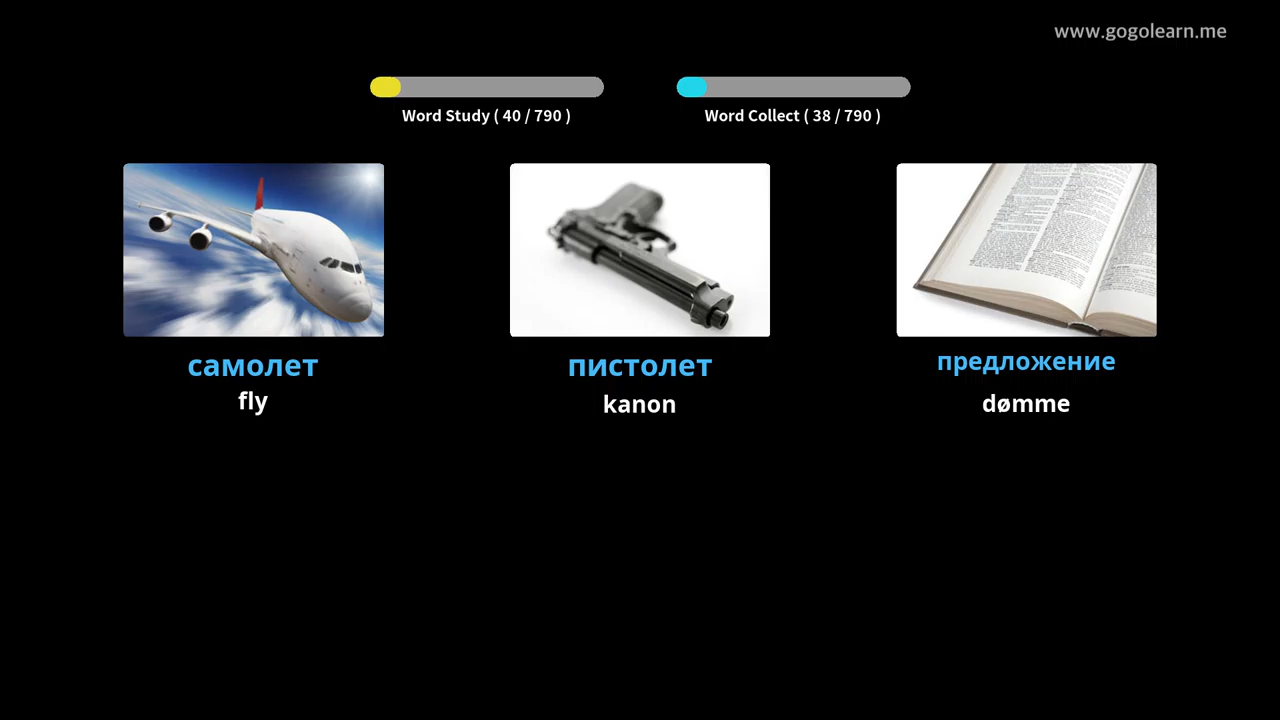 www.gogolearn.me
Word Study ( 40 / 790 )
Word Collect ( 38 / 790 )
самолет
fly
пистолет
kanon
предложение
dømme